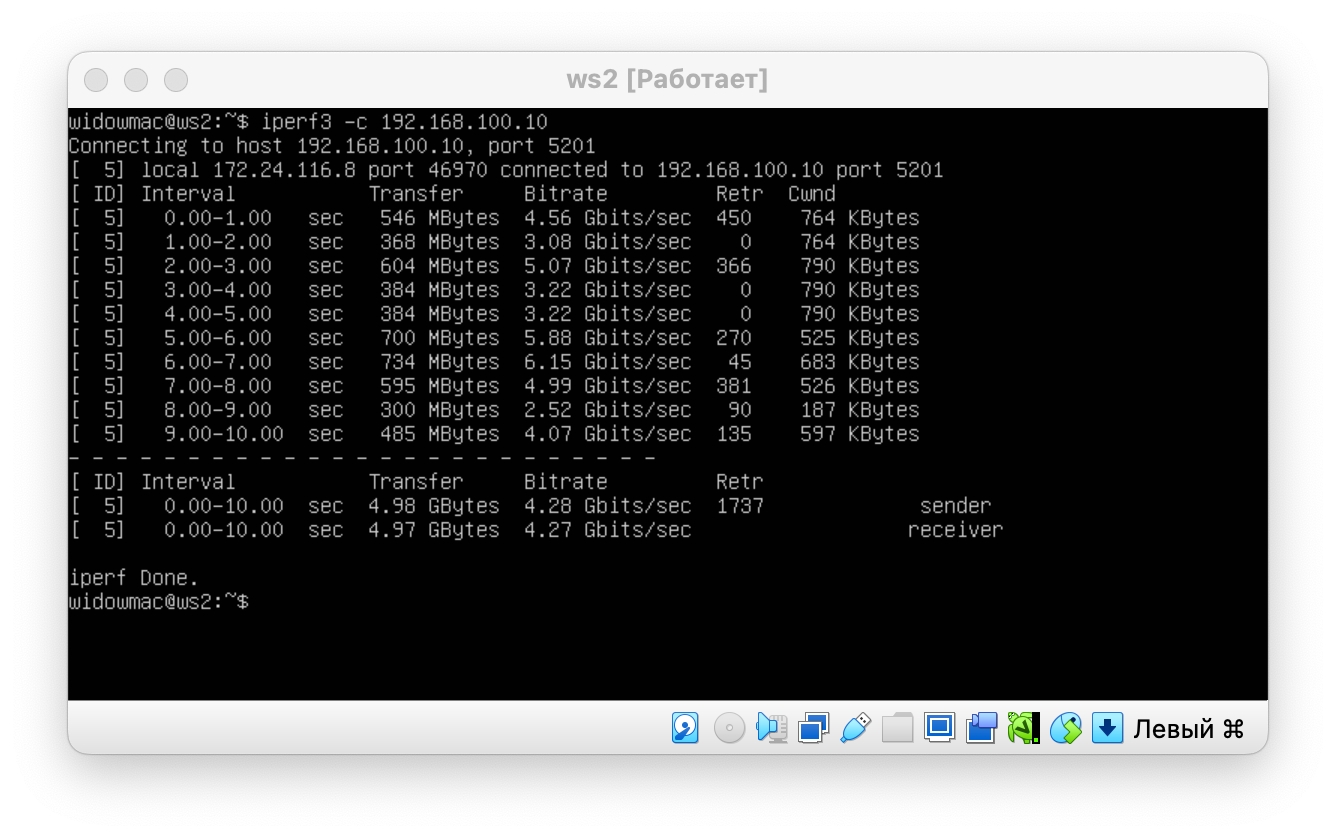 ws2 [Работает]
widowmac@ws2:~$ iperf3 -c 192.168.100.10
Connecting to host 192.168.100.10, port 5201
[  5] local 172.24.116.8 port 46970 connected to 192.168.100.10 port 5201
[ ID] Interval           Transfer     Bitrate         Retr  Cwnd
[  5]   0.00-1.00   sec   546 MBytes  4.56 Gbits/sec  450    764 KBytes
[  5]   1.00-2.00   sec   368 MBytes  3.08 Gbits/sec    0    764 KBytes
[  5]   2.00-3.00   sec   604 MBytes  5.07 Gbits/sec  366    790 KBytes
[  5]   3.00-4.00   sec   384 MBytes  3.22 Gbits/sec    0    790 KBytes
[  5]   4.00-5.00   sec   384 MBytes  3.22 Gbits/sec    0    790 KBytes
[  5]   5.00-6.00   sec   700 MBytes  5.88 Gbits/sec  270    525 KBytes
[  5]   6.00-7.00   sec   734 MBytes  6.15 Gbits/sec   45    683 KBytes
[  5]   7.00-8.00   sec   595 MBytes  4.99 Gbits/sec  381    526 KBytes
[  5]   8.00-9.00   sec   300 MBytes  2.52 Gbits/sec   90    187 KBytes
[  5]   9.00-10.00  sec   485 MBytes  4.07 Gbits/sec  135    597 KBytes
- - - - - - - - - - - - - - - - - - - - - - - - -
[ ID] Interval           Transfer     Bitrate         Retr
[  5]   0.00-10.00  sec  4.98 GBytes  4.28 Gbits/sec  1737             sender
[  5]   0.00-10.00  sec  4.97 GBytes  4.27 Gbits/sec                  receiver
iperf Done.
widowmac@ws2:~$
Левый ⌘